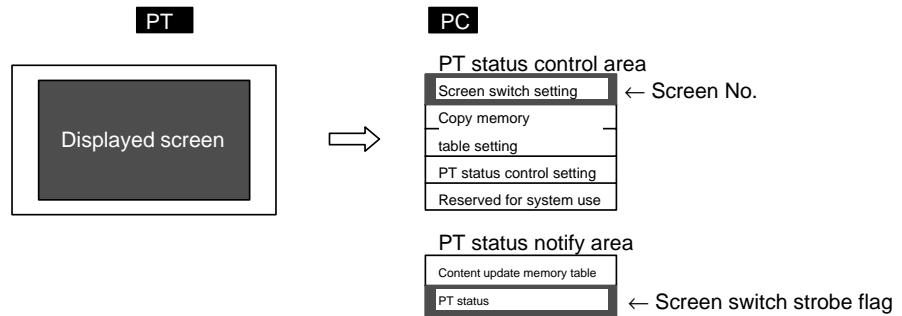 PT
PC
Displayed screen
PT status control area
Screen switch setting
← Screen No.
Copy memory
table setting
PT status control setting
Reserved for system use
PT status notify area
Content update memory table
PT status
← Screen switch strobe flag